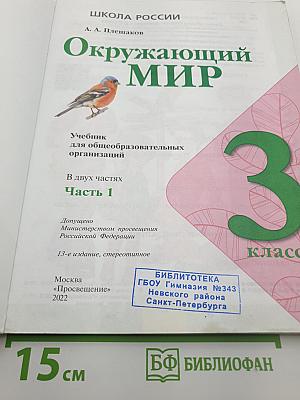 ШКОЛА РОССИИ
А. А. Плешаков
Окружающий
МИР
Учебник
для общеобразовательных
организаций
В двух частях
Часть 1
3
класс
Допущено
Министерством просвещения
Российской Федерации
13-е издание, стереотипное
Москва
«Просвещение»
2022
БИБЛИТОТЕКА
ГБОУ Гимназия №343
Невского района
Санкт-Петербурга
15 см
БФ БИБЛИОФАН